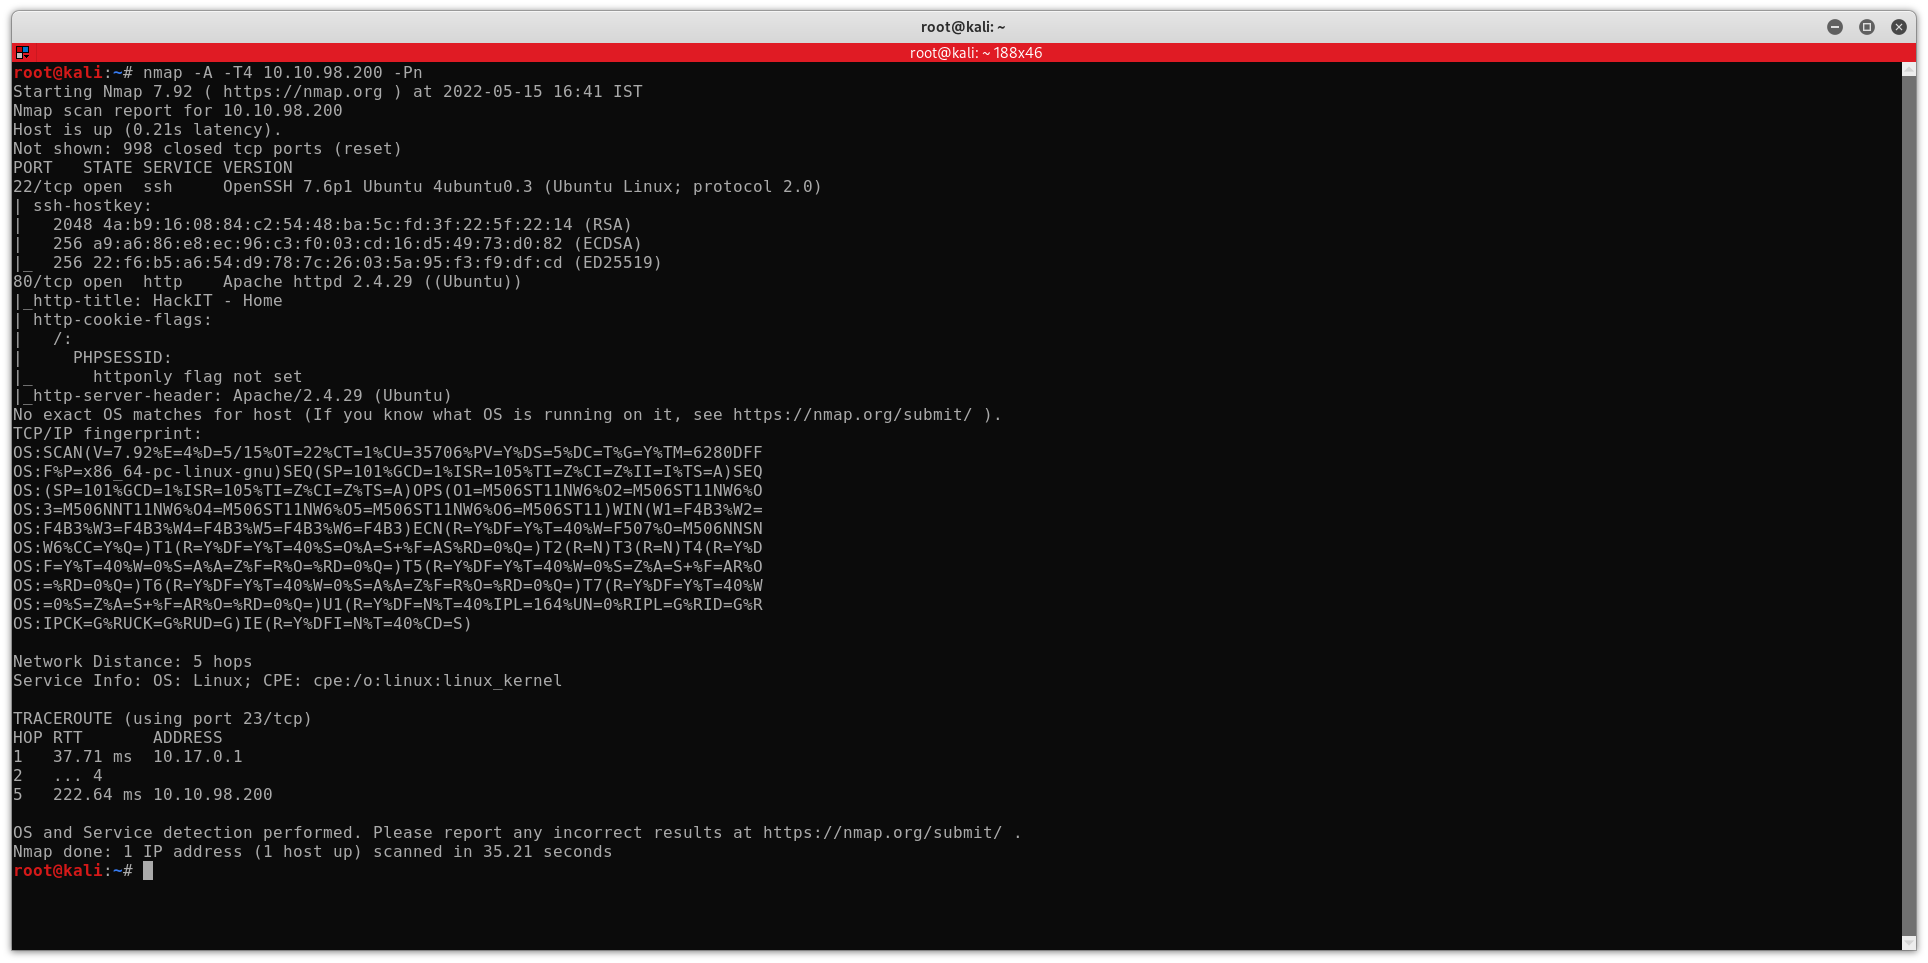 root@kali: ~
root@kali: ~ 188x46
root@kali:~# nmap -A -T4 10.10.98.200 -Pn
Starting Nmap 7.92 ( https://nmap.org ) at 2022-05-15 16:41 IST
Nmap scan report for 10.10.98.200
Host is up (0.21s latency).
Not shown: 998 closed tcp ports (reset)
PORT   STATE SERVICE VERSION
22/tcp open  ssh     OpenSSH 7.6p1 Ubuntu 4ubuntu0.3 (Ubuntu Linux; protocol 2.0)
| ssh-hostkey:
|   2048 4a:b9:16:08:84:c2:54:48:ba:5c:fd:3f:22:5f:22:14 (RSA)
|   256 a9:a6:86:e8:ec:96:c3:f0:03:cd:16:d5:49:73:d0:82 (ECDSA)
|_  256 22:f6:b5:a6:54:d9:78:7c:26:03:5a:95:f3:f9:df:cd (ED25519)
80/tcp open  http    Apache httpd 2.4.29 ((Ubuntu))
|_http-title: HackIT - Home
| http-cookie-flags:
|   /:
|     PHPSESSID:
|_      httponly flag not set
|_http-server-header: Apache/2.4.29 (Ubuntu)
No exact OS matches for host (If you know what OS is running on it, see https://nmap.org/submit/ ).
TCP/IP fingerprint:
OS:SCAN(V=7.92%E=4%D=5/15%OT=22%CT=1%CU=35706%PV=Y%DS=5%DC=T%G=Y%TM=6280DFF
OS:F%P=x86_64-pc-linux-gnu)SEQ(SP=101%GCD=1%ISR=105%TI=Z%CI=Z%II=I%TS=A)SEQ
OS:(SP=101%GCD=1%ISR=105%TI=Z%CI=Z%TS=A)OPS(O1=M506ST11NW6%O2=M506ST11NW6%O
OS:3=M506NNT11NW6%O4=M506ST11NW6%O5=M506ST11NW6%O6=M506ST11)WIN(W1=F4B3%W2=
OS:F4B3%W3=F4B3%W4=F4B3%W5=F4B3%W6=F4B3)ECN(R=Y%DF=Y%T=40%W=F507%O=M506NNSN
OS:W6%CC=Y%Q=)T1(R=Y%DF=Y%T=40%S=O%A=S+%F=AS%RD=0%Q=)T2(R=N)T3(R=N)T4(R=Y%D
OS:F=Y%T=40%W=0%S=A%A=Z%F=R%O=%RD=0%Q=)T5(R=Y%DF=Y%T=40%W=0%S=Z%A=S+%F=AR%O
OS:=%RD=0%Q=)T6(R=Y%DF=Y%T=40%W=0%S=A%A=Z%F=R%O=%RD=0%Q=)T7(R=Y%DF=Y%T=40%W
OS:=0%S=Z%A=S+%F=AR%O=%RD=0%Q=)U1(R=Y%DF=N%T=40%IPL=164%UN=0%RIPL=G%RID=G%R
OS:IPCK=G%RUCK=G%RUD=G)IE(R=Y%DFI=N%T=40%CD=S)
Network Distance: 5 hops
Service Info: OS: Linux; CPE: cpe:/o:linux:linux_kernel
TRACEROUTE (using port 23/tcp)
HOP RTT       ADDRESS
1   37.71 ms  10.17.0.1
2   ... 4
5   222.64 ms 10.10.98.200
OS and Service detection performed. Please report any incorrect results at https://nmap.org/submit/ .
Nmap done: 1 IP address (1 host up) scanned in 35.21 seconds
root@kali:~#